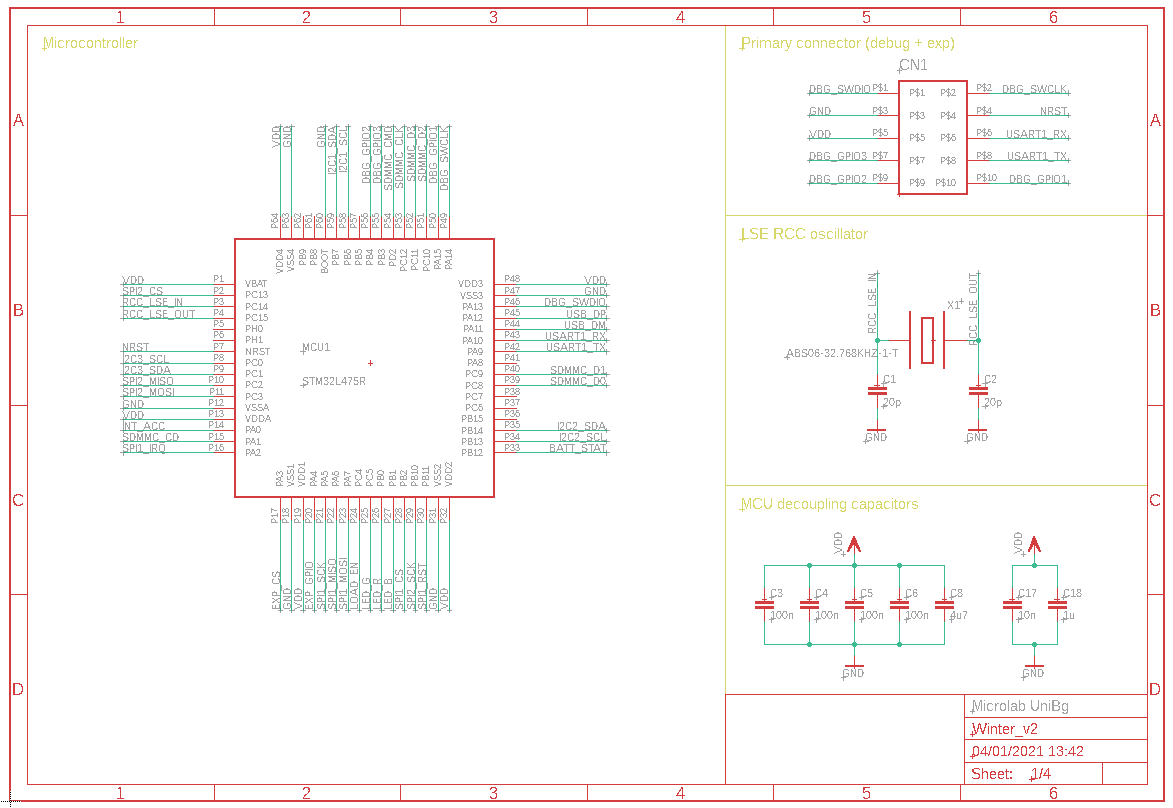 1 2 3 4 5 6
Microcontroller
Primary connector (debug + exp)
CN1
DBG_SWDIO P$1 P$1 P$2 P$2 DBG_SWCLK
GND P$3 P$3 P$4 P$4 NRST
VDD P$5 P$5 P$6 P$6 USART1_RX
DBG_GPIO3 P$7 P$7 P$8 P$8 USART1_TX
DBG_GPIO2 P$9 P$9 P$10 P$10 DBG_GPIO1
A A
VDD GND GND I2C1_SDA I2C1_SCL DBG_GPIO2 DBG_GPIO3 SDMMC_CMD SDMMC_CLK SDMMC_D3 SDMMC_D2 DBG_GPIO1 DBG_SWCLK
P64 P63 P62 P61 P60 P59 P58 P57 P56 P55 P54 P53 P52 P51 P50 P49
VDD4 VSS4 PB9 PB8 BOOT PB7 PB6 PB5 PB4 PB3 PD2 PC12 PC11 PC10 PA15 PA14
VDD P1 VBAT VDD3 P48 VDD
SPI2_CS P2 PC13 VSS3 P47 GND
RCC_LSE_IN P3 PC14 PA13 P46 DBG_SWDIO
RCC_LSE_OUT P4 PC15 PA12 P45 USB_DP
P5 PH0 PA11 P44 USB_DM
P6 PH1 PA10 P43 USART1_RX
NRST P7 NRST PA9 P42 USART1_TX
I2C3_SCL P8 PC0 PA8 P41
I2C3_SDA P9 PC1 PC9 P40 SDMMC_D1
SPI2_MISO P10 PC2 PC8 P39 SDMMC_D0
SPI2_MOSI P11 PC3 PC7 P38
GND P12 VSSA PC6 P37
VDD P13 VDDA PB15 P36
INT_ACC P14 PA0 PB14 P35 I2C2_SDA
SDMMC_CD P15 PA1 PB13 P34 I2C2_SCL
SPI1_IRQ P16 PA2 PB12 P33 BATT_STAT
MCU1
STM32L475R
PA3 VSS1 VDD1 PA4 PA5 PA6 PA7 PC4 PC5 PB0 PB1 PB2 PB10 PB11 VSS2 VDD2
P17 P18 P19 P20 P21 P22 P23 P24 P25 P26 P27 P28 P29 P30 P31 P32
EXP_CS GND VDD EXP_GPIO SPI1_SCK SPI1_MISO SPI1_MOSI LOAD_EN LED_G LED_R LED_B SPI1_CS SPI2_SCK SPI1_RST GND VDD
LSE RCC oscillator
B B
RCC_LSE_IN X1 RCC_LSE_OUT
ABS06-32.768KHZ-1-T
C1 C2
20p 20p
GND GND
C C
MCU decoupling capacitors
VDD VDD
C3 C4 C5 C6 C8 C17 C18
100n 100n 100n 100n 4u7 10n 1u
GND GND
D D
Microlab UniBg
Winter_v2
04/01/2021 13:42
Sheet: 1/4
1 2 3 4 5 6